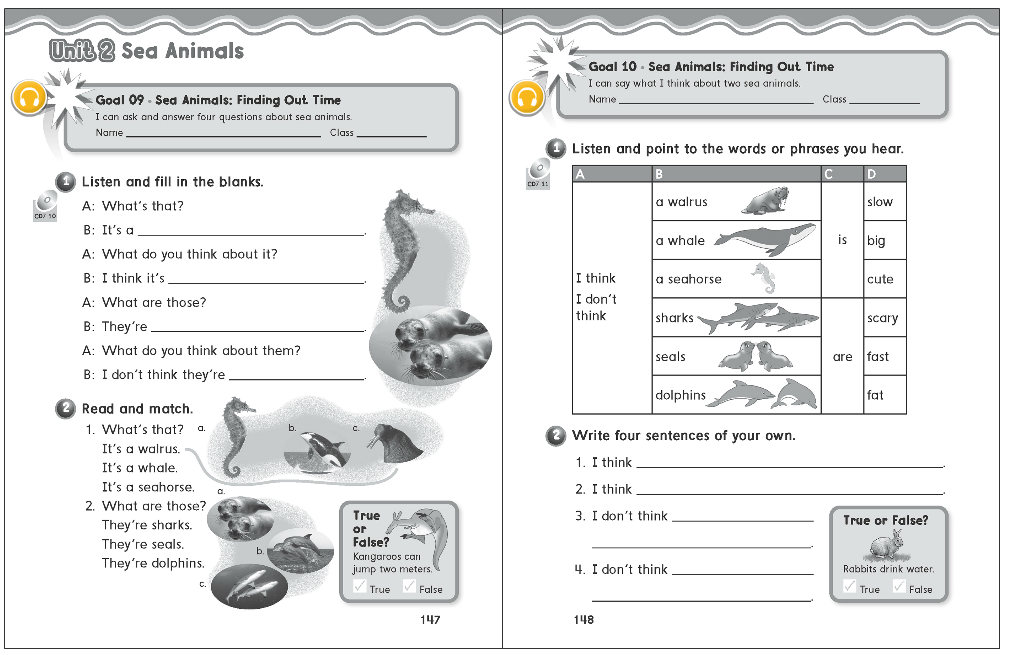 Unit 2 Sea Animals
Goal 09 - Sea Animals: Finding Out Time
I can ask and answer four questions about sea animals.
Name Class
1 Listen and fill in the blanks.
CD/ 10
A: What's that?
B: It's a .
A: What do you think about it?
B: I think it's .
A: What are those?
B: They're .
A: What do you think about them?
B: I don't think they're .
2 Read and match.
1. What's that?
It's a walrus.
It's a whale.
It's a seahorse.
a.
b.
c.
2. What are those?
They're sharks.
They're seals.
They're dolphins.
a.
b.
c.
True
or
False?
Kangaroos can
jump two meters.
True False
147
Goal 10 - Sea Animals: Finding Out Time
I can say what I think about two sea animals.
Name Class
1 Listen and point to the words or phrases you hear.
CD/ 11
A B C D
I think
I don't
think
a walrus
a whale
a seahorse
sharks
seals
dolphins
is
are
slow
big
cute
scary
fast
fat
2 Write four sentences of your own.
1. I think .
2. I think .
3. I don't think
.
4. I don't think
.
True or False?
Rabbits drink water.
True False
148